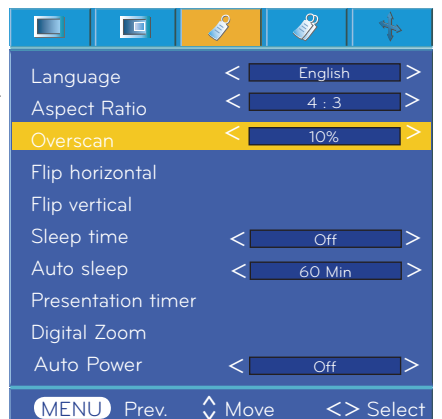 Language < English >
Aspect Ratio < 4 : 3 >
Overscan < 10% >
Flip horizontal
Flip vertical
Sleep time < Off >
Auto sleep < 60 Min >
Presentation timer
Digital Zoom
Auto Power < Off >
MENU Prev. Move <> Select